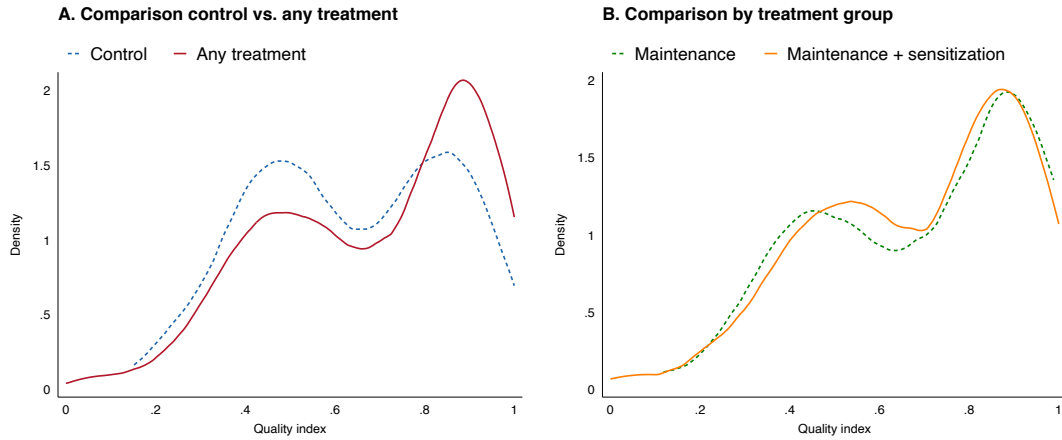 A. Comparison control vs. any treatment
Control Any treatment
2
1.5
1
.5
0
Density
0 .2 .4 .6 .8 1
Quality index
B. Comparison by treatment group
Maintenance Maintenance + sensitization
2
1.5
1
.5
0
Density
0 .2 .4 .6 .8 1
Quality index